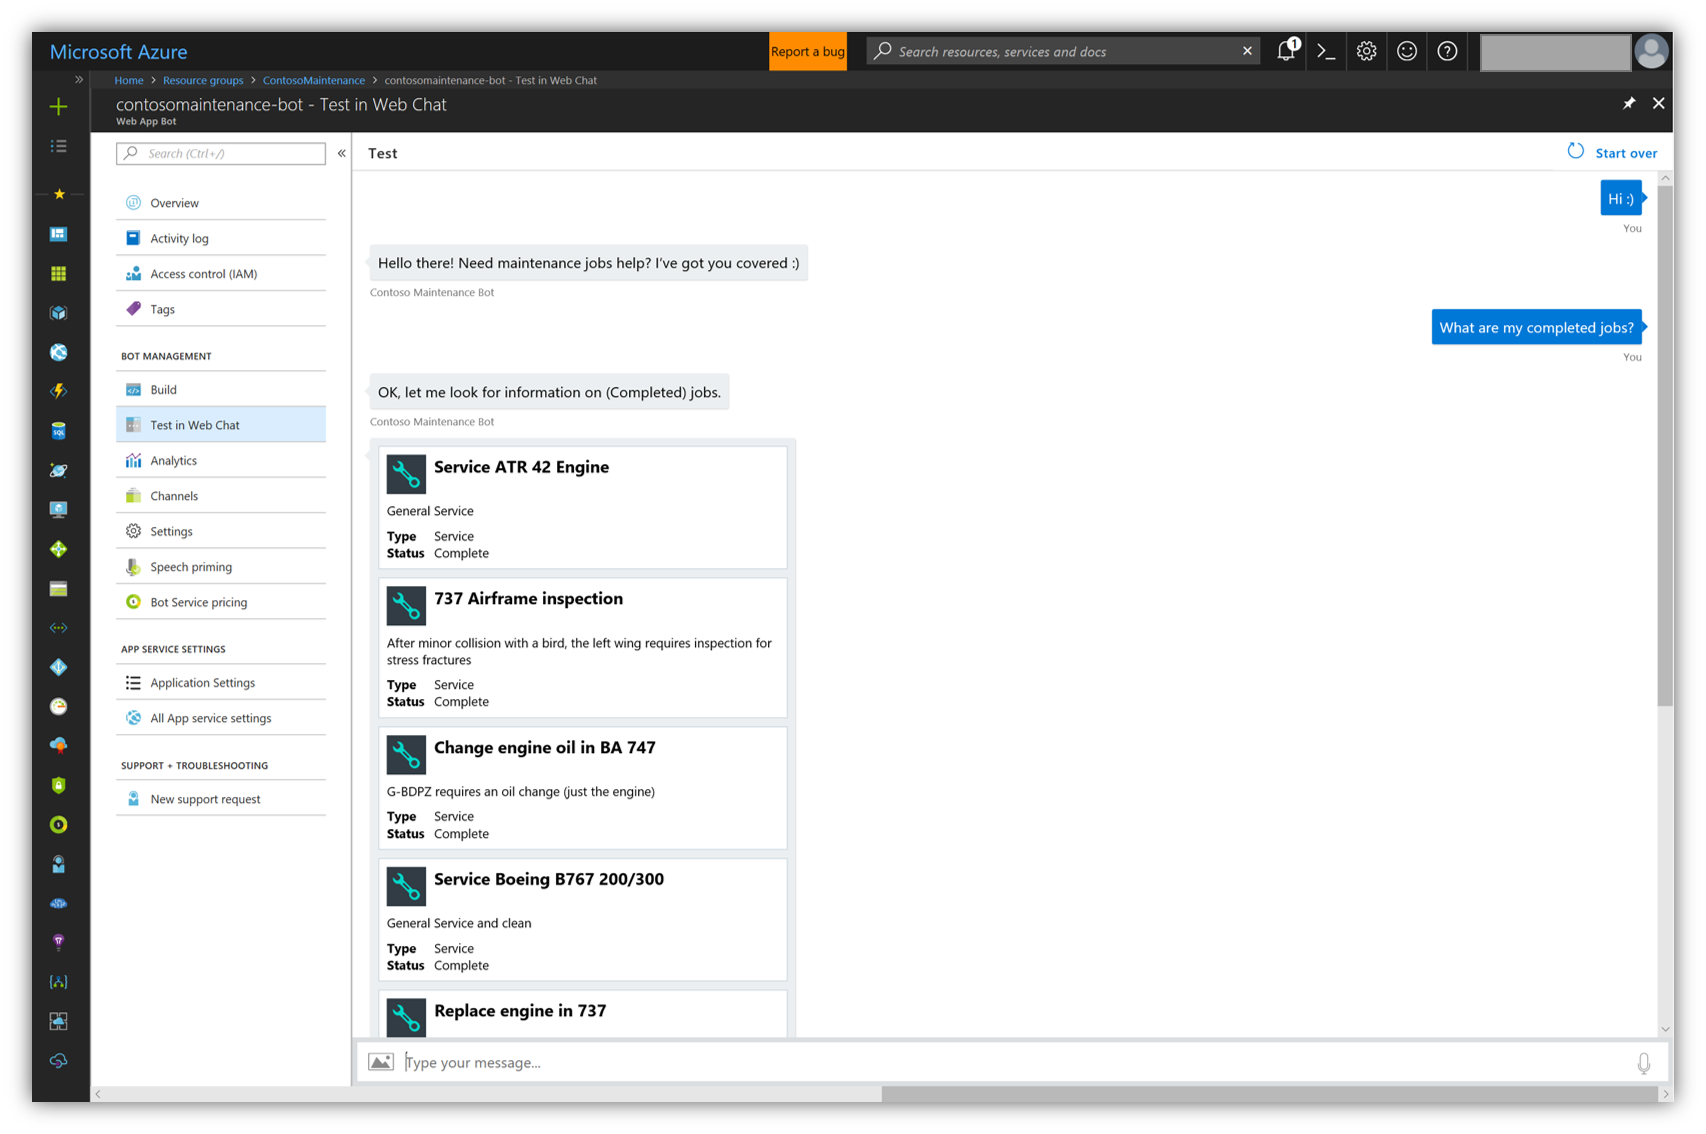 Microsoft Azure
Report a bug
Search resources, services and docs
1
Home > Resource groups > ContosoMaintenance > contosomaintenance-bot - Test in Web Chat
contosomaintenance-bot - Test in Web Chat
Web App Bot
Search (Ctrl+/)
Overview
Activity log
Access control (IAM)
Tags
BOT MANAGEMENT
Build
Test in Web Chat
Analytics
Channels
Settings
Speech priming
Bot Service pricing
APP SERVICE SETTINGS
Application Settings
All App service settings
SUPPORT + TROUBLESHOOTING
New support request
Test
Start over
Hi :)
You
Hello there! Need maintenance jobs help? I've got you covered :)
Contoso Maintenance Bot
What are my completed jobs?
You
OK, let me look for information on (Completed) jobs.
Contoso Maintenance Bot
Service ATR 42 Engine
General Service
Type Service
Status Complete
737 Airframe inspection
After minor collision with a bird, the left wing requires inspection for
stress fractures
Type Service
Status Complete
Change engine oil in BA 747
G-BDPZ requires an oil change (just the engine)
Type Service
Status Complete
Service Boeing B767 200/300
General Service and clean
Type Service
Status Complete
Replace engine in 737
Type your message...